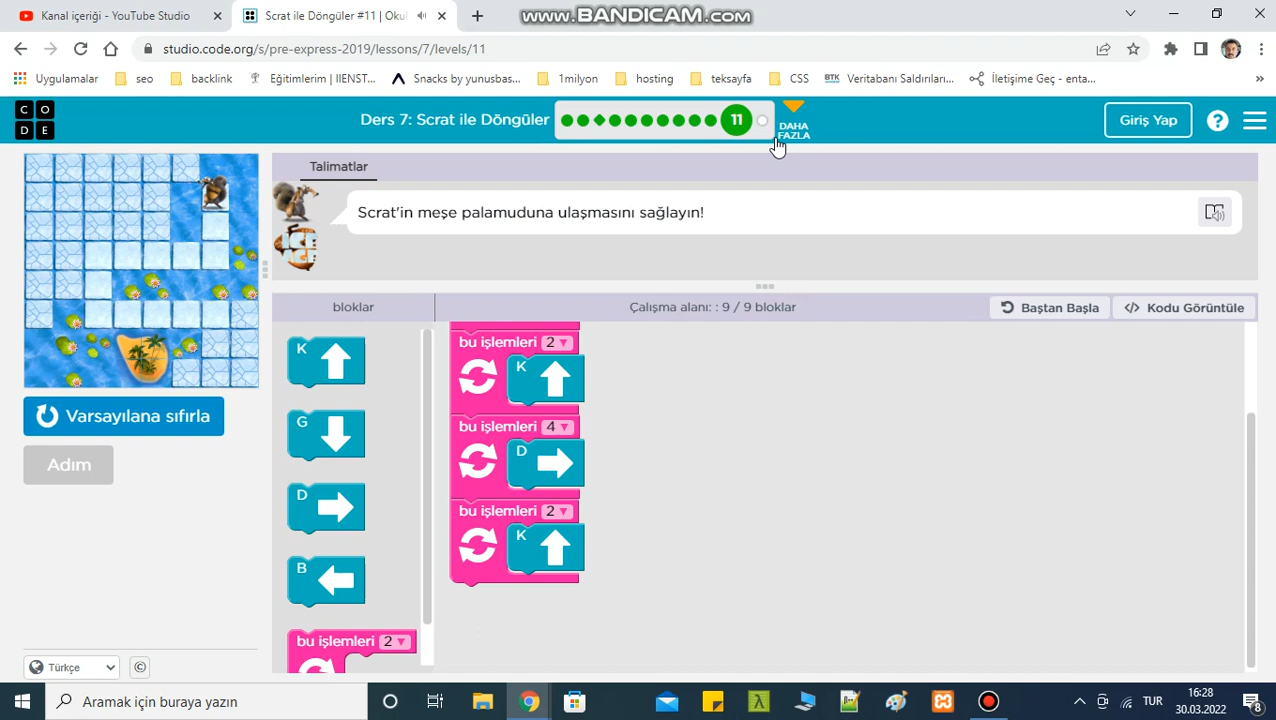 Kanal içeriği - YouTube Studio
Scrat ile Döngüler #11 | Oku
www.BANDICAM.com
studio.code.org/s/pre-express-2019/lessons/7/levels/11
Uygulamalar
seo
backlink
Eğitimlerim | IIENST...
Snacks by yunusbas...
1milyon
hosting
teksayfa
CSS
BTK
Veritabanı Saldırıları...
İletişime Geç - enta...
»
C O
D E
Ders 7: Scrat ile Döngüler
11
DAHA
FAZLA
Giriş Yap
?
Talimatlar
Scrat'in meşe palamuduna ulaşmasını sağlayın!
bloklar
Çalışma alanı: : 9 / 9 bloklar
Baştan Başla
</> Kodu Görüntüle
K
G
D
B
bu işlemleri 2
bu işlemleri 2
K
bu işlemleri 4
D
bu işlemleri 2
K
Varsayılana sıfırla
Adım
Türkçe
©
Aramak için buraya yazın
TUR
16:28
30.03.2022
8